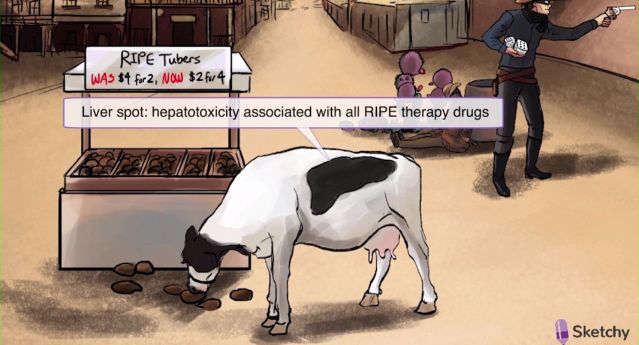 RIPE Tubers
WAS $4 for 2, NOW $2 for 4
Liver spot: hepatotoxicity associated with all RIPE therapy drugs
Sketchy